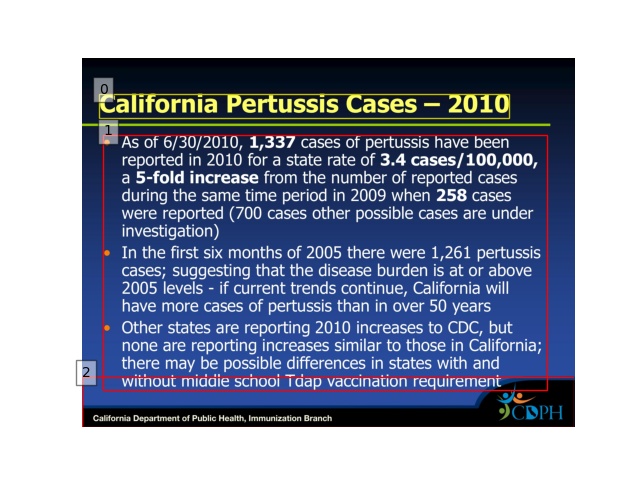 0
California Pertussis Cases – 2010
1
• As of 6/30/2010, 1,337 cases of pertussis have been
reported in 2010 for a state rate of 3.4 cases/100,000,
a 5-fold increase from the number of reported cases
during the same time period in 2009 when 258 cases
were reported (700 cases other possible cases are under
investigation)
• In the first six months of 2005 there were 1,261 pertussis
cases; suggesting that the disease burden is at or above
2005 levels - if current trends continue, California will
have more cases of pertussis than in over 50 years
• Other states are reporting 2010 increases to CDC, but
none are reporting increases similar to those in California;
there may be possible differences in states with and
2
without middle school Tdap vaccination requirement
California Department of Public Health, Immunization Branch
CDPH